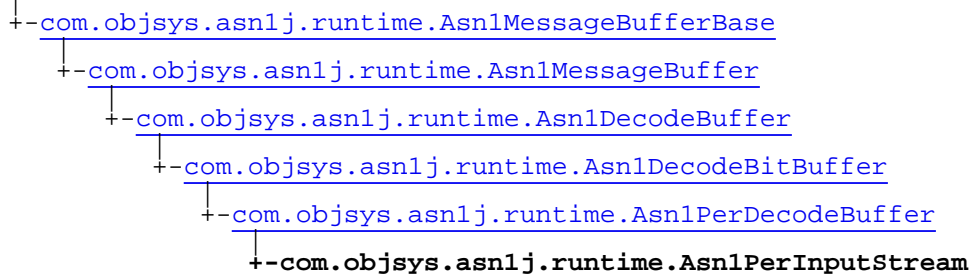 +-com.objsys.asn1j.runtime.Asn1MessageBufferBase
+-com.objsys.asn1j.runtime.Asn1MessageBuffer
+-com.objsys.asn1j.runtime.Asn1DecodeBuffer
+-com.objsys.asn1j.runtime.Asn1DecodeBitBuffer
+-com.objsys.asn1j.runtime.Asn1PerDecodeBuffer
+-com.objsys.asn1j.runtime.Asn1PerInputStream